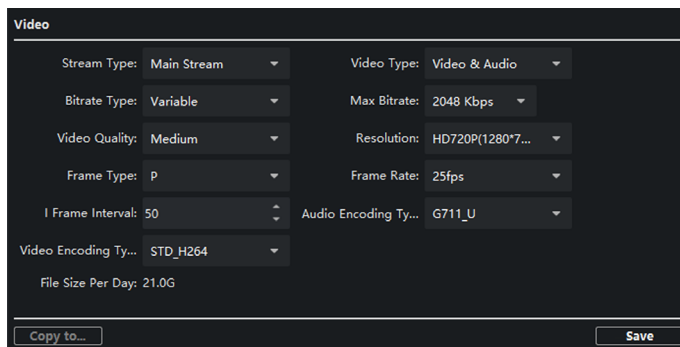 Video
Stream Type: Main Stream Video Type: Video & Audio
Bitrate Type: Variable Max Bitrate: 2048 Kbps
Video Quality: Medium Resolution: HD720P(1280*7...
Frame Type: P Frame Rate: 25fps
I Frame Interval: 50 Audio Encoding Ty... G711_U
Video Encoding Ty... STD_H264
File Size Per Day: 21.0G
Copy to... Save